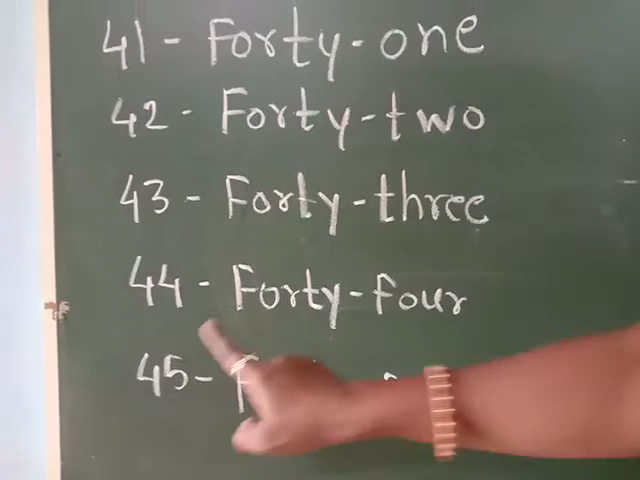 41 - Forty-one
42 - Forty-two
43 - Forty-three
44 - Forty-four
45 -